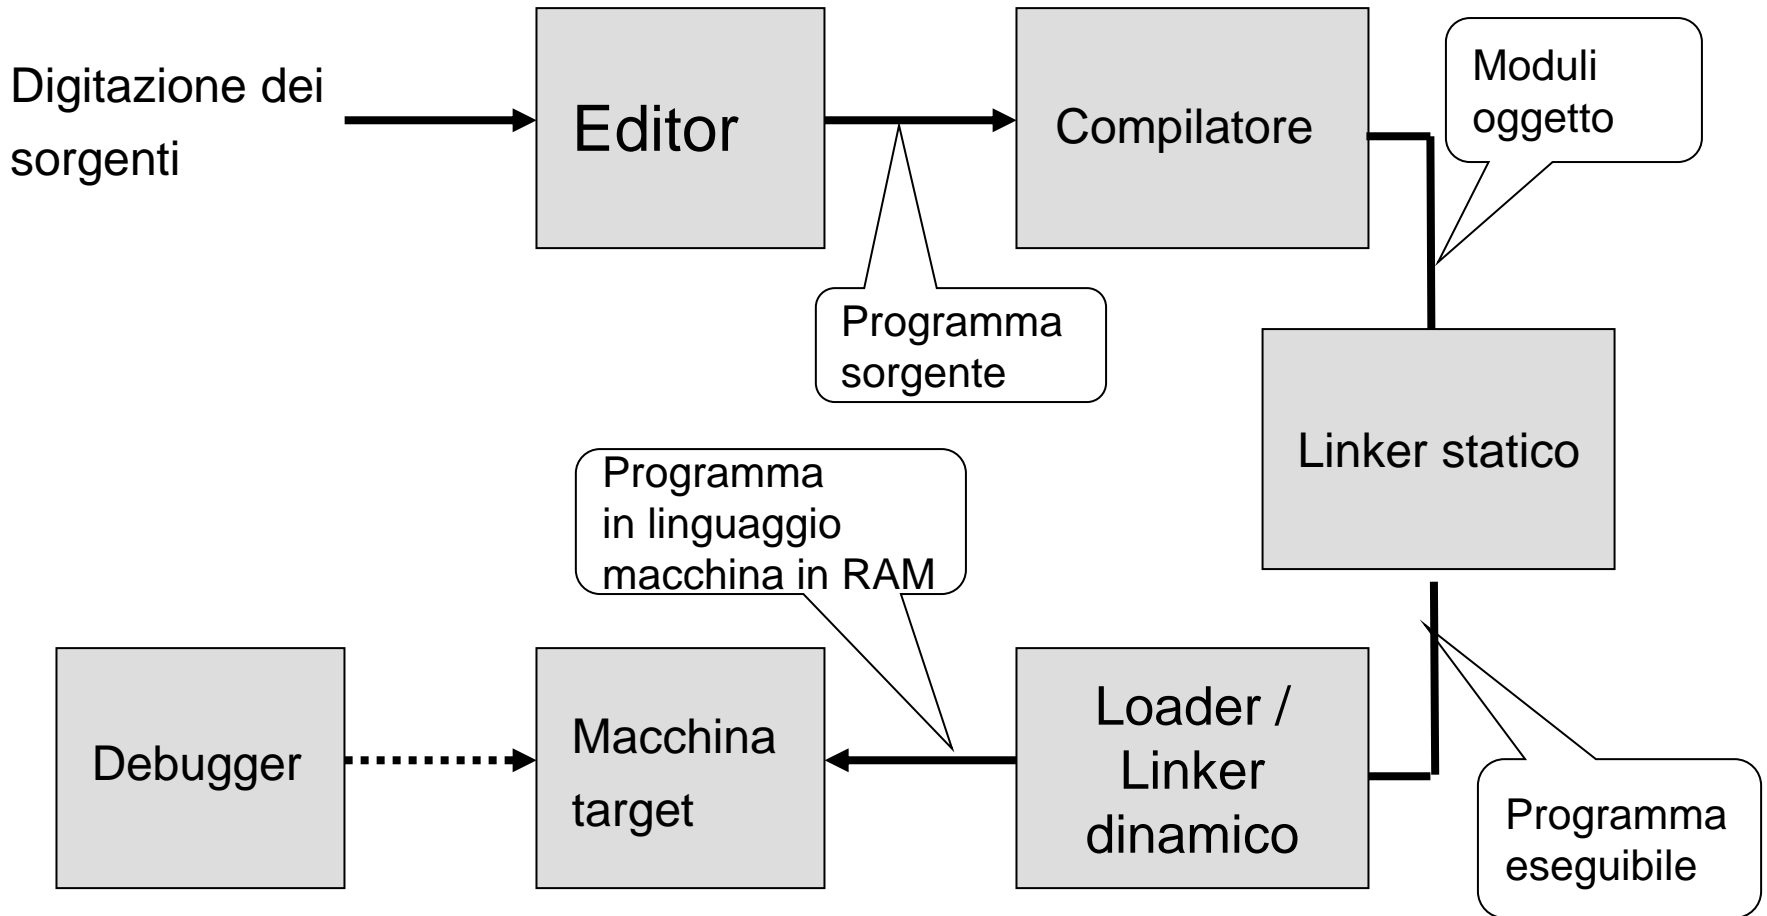 Digitazione dei
sorgenti
Editor
Compilatore
Moduli
oggetto
Programma
sorgente
Linker statico
Programma
in linguaggio
macchina in RAM
Debugger
Macchina
target
Loader /
Linker
dinamico
Programma
eseguibile